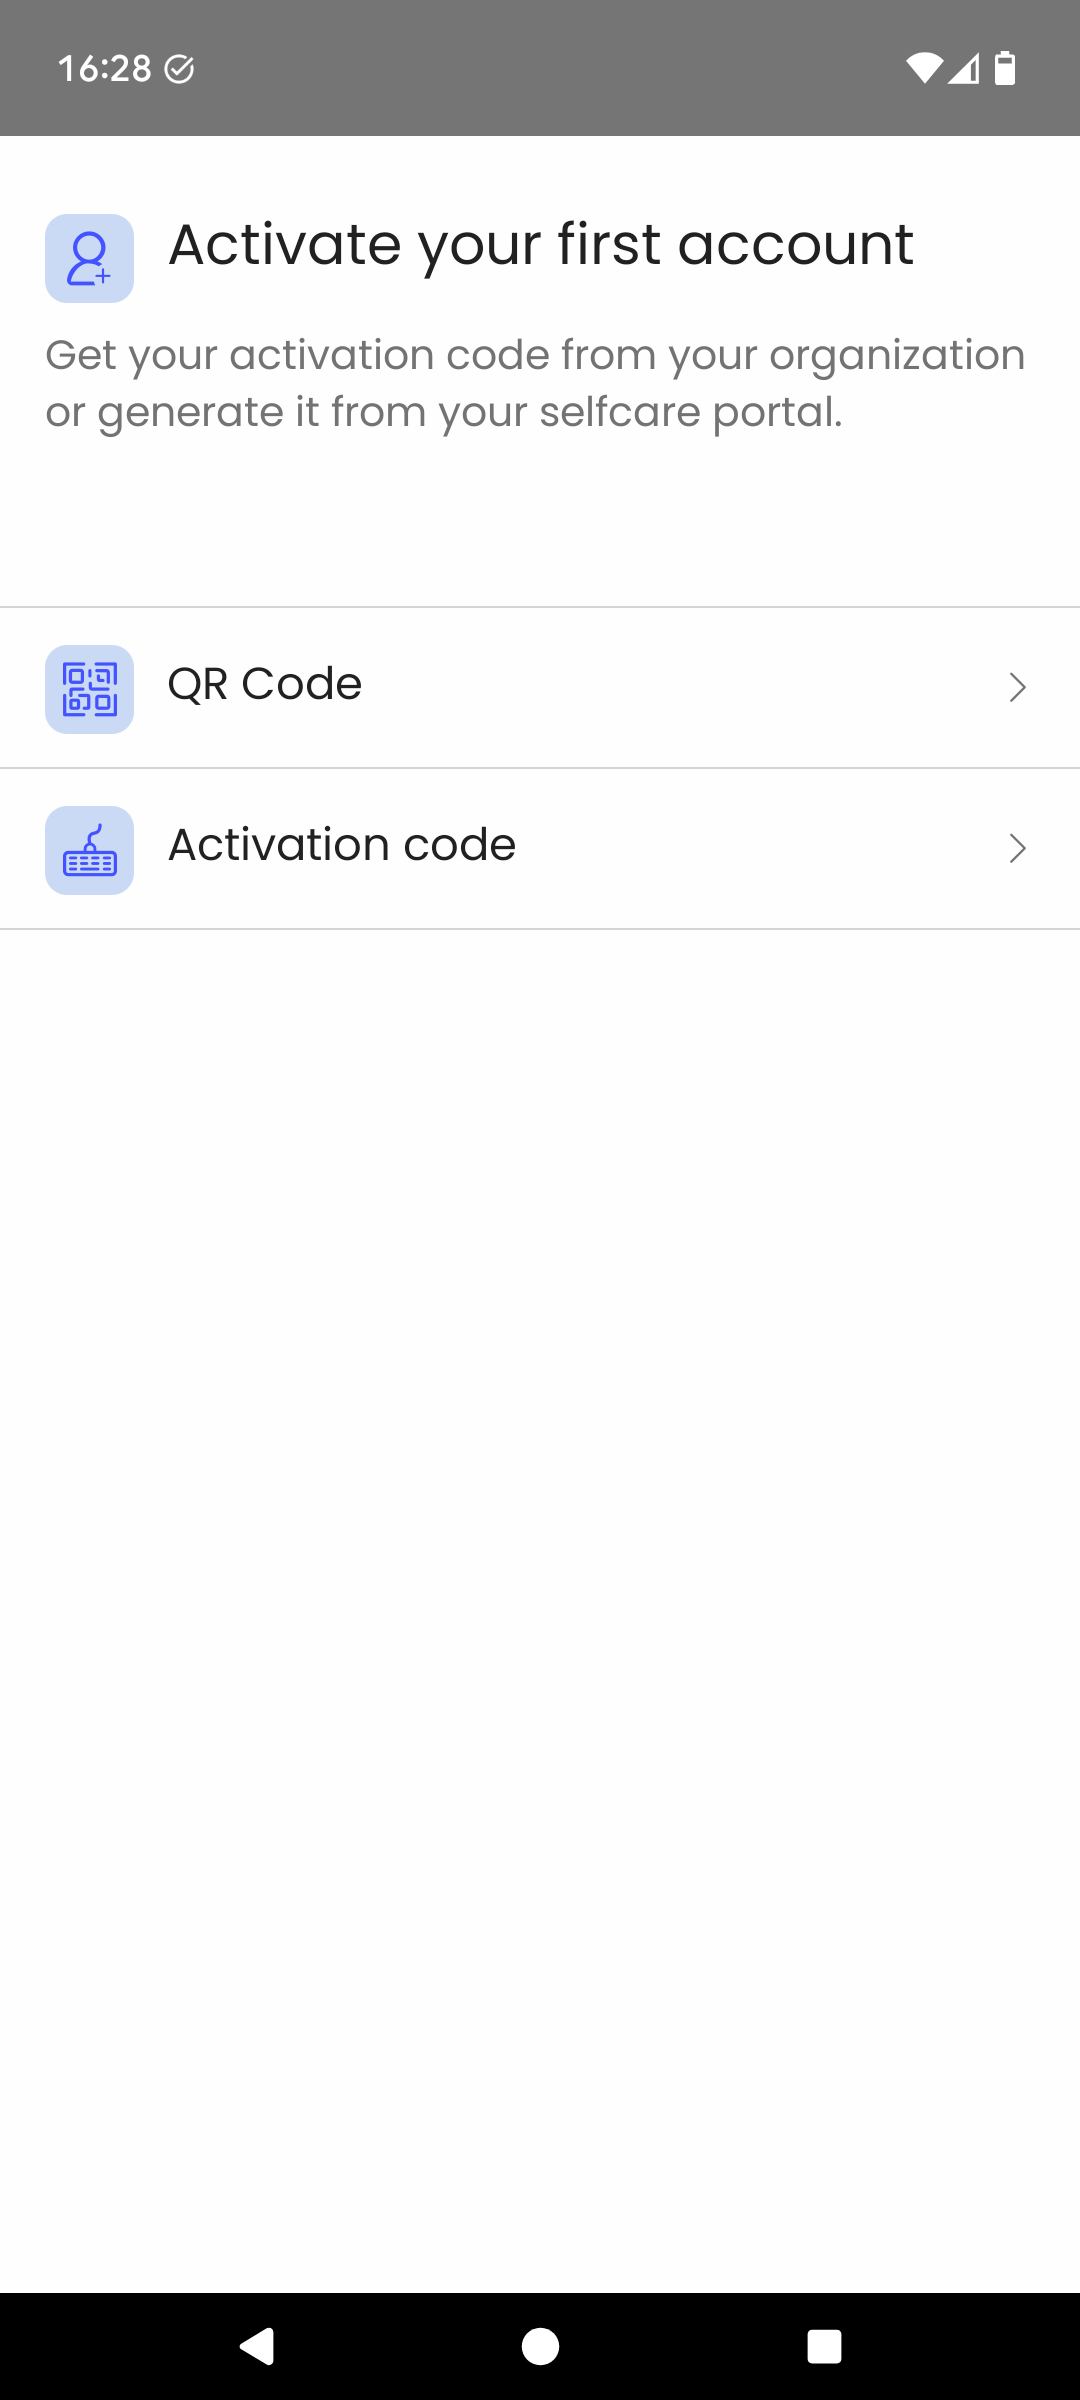 16:28
Activate your first account
Get your activation code from your organization
or generate it from your selfcare portal.
QR Code
Activation code